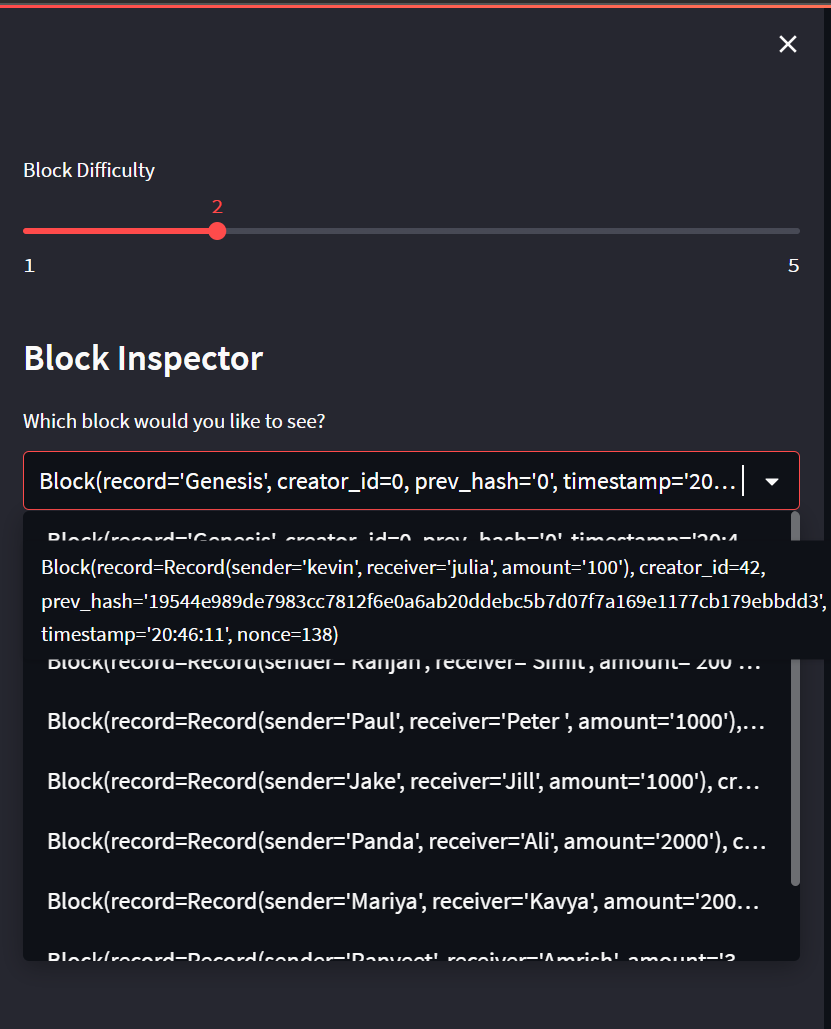 Block Difficulty
2
1
5
Block Inspector
Which block would you like to see?
Block(record='Genesis', creator_id=0, prev_hash='0', timestamp='20...
Block(record='Genesis', creator_id=0, prev_hash='0', timestamp='20:4
Block(record=Record(sender='kevin', receiver='julia', amount='100'), creator_id=42,
prev_hash='19544e989de7983cc7812f6e0a6ab20ddebc5b7d07f7a169e1177cb179ebbdd3',
timestamp='20:46:11', nonce=138)
Block(record=Record(sender='Ranjan', receiver='Simit', amount='200'...
Block(record=Record(sender='Paul', receiver='Peter ', amount='1000'),...
Block(record=Record(sender='Jake', receiver='Jill', amount='1000'), cr...
Block(record=Record(sender='Panda', receiver='Ali', amount='2000'), c...
Block(record=Record(sender='Mariya', receiver='Kavya', amount='200...
Block(record=Record(sender='Ranveet', receiver='Amrish', amount='3